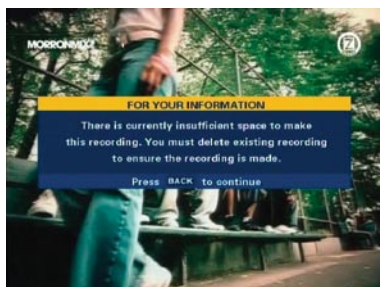 MORRONMIX2
FOR YOUR INFORMATION
There is currently insufficient space to make
this recording. You must delete existing recording
to ensure the recording is made.
Press BACK to continue